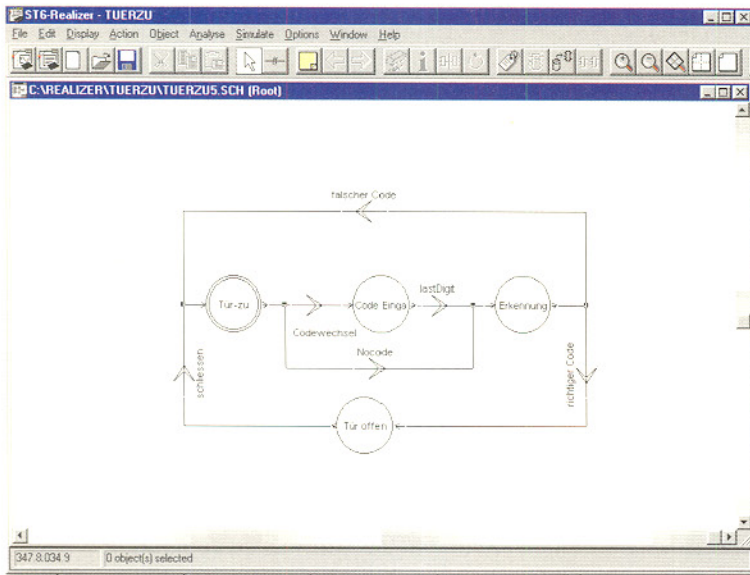 ST6-Realizer - TUERZU
File Edit Display Action Object Analyse Simulate Options Window Help
C:\REALIZER\TUERZU\TUERZU5.SCH (Root)
falscher Code
lastDigit
Tür-zu
Code Einga
Erkennung
Codewechsel
Nocode
schliessen
richtiger Code
Tür offen
347.8.034.9 0 object(s) selected